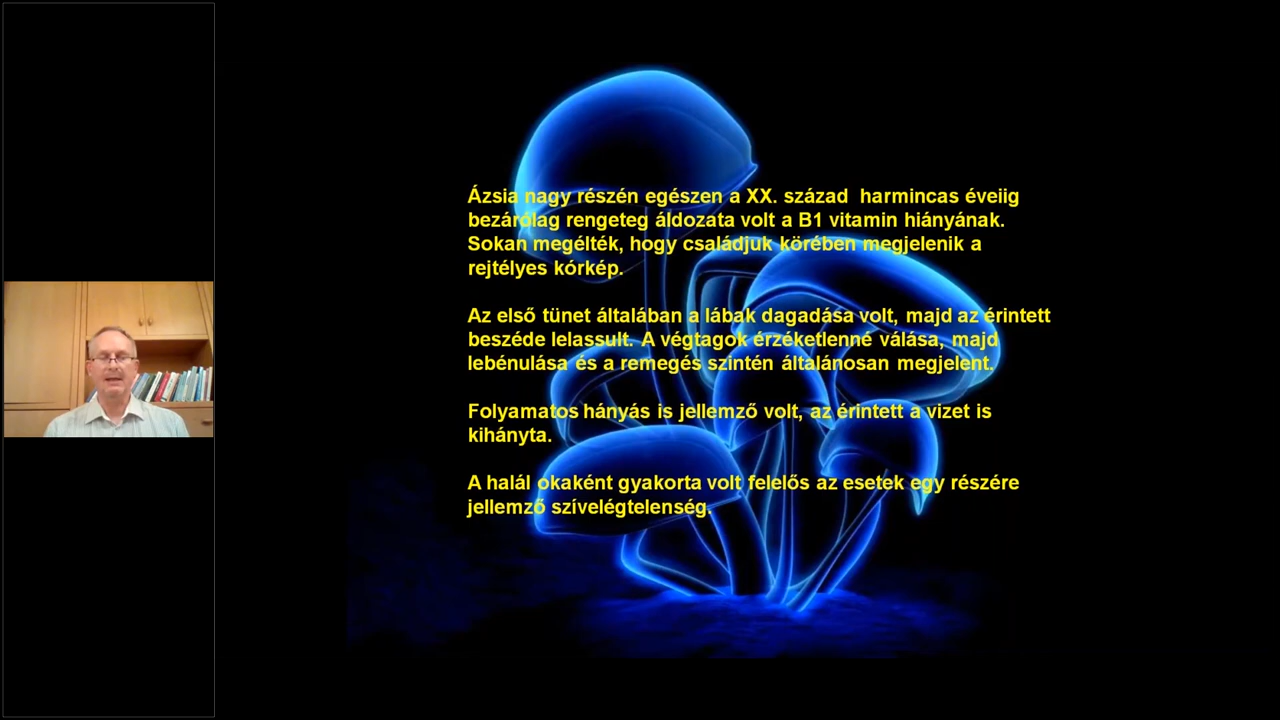 Ázsia nagy részén egészen a XX. század  harmincas éveiig
bezárólag rengeteg áldozata volt a B1 vitamin hiányának.
Sokan megélték, hogy családjuk körében megjelenik a
rejtélyes kórkép.
Az első tünet általában a lábak dagadása volt, majd az érintett
beszéde lelassult. A végtagok érzéketlenné válása, majd
lebénulása és a remegés szintén általánosan megjelent.
Folyamatos hányás is jellemző volt, az érintett a vizet is
kihányta.
A halál okaként gyakorta volt felelős az esetek egy részére
jellemző szívelégtelenség.